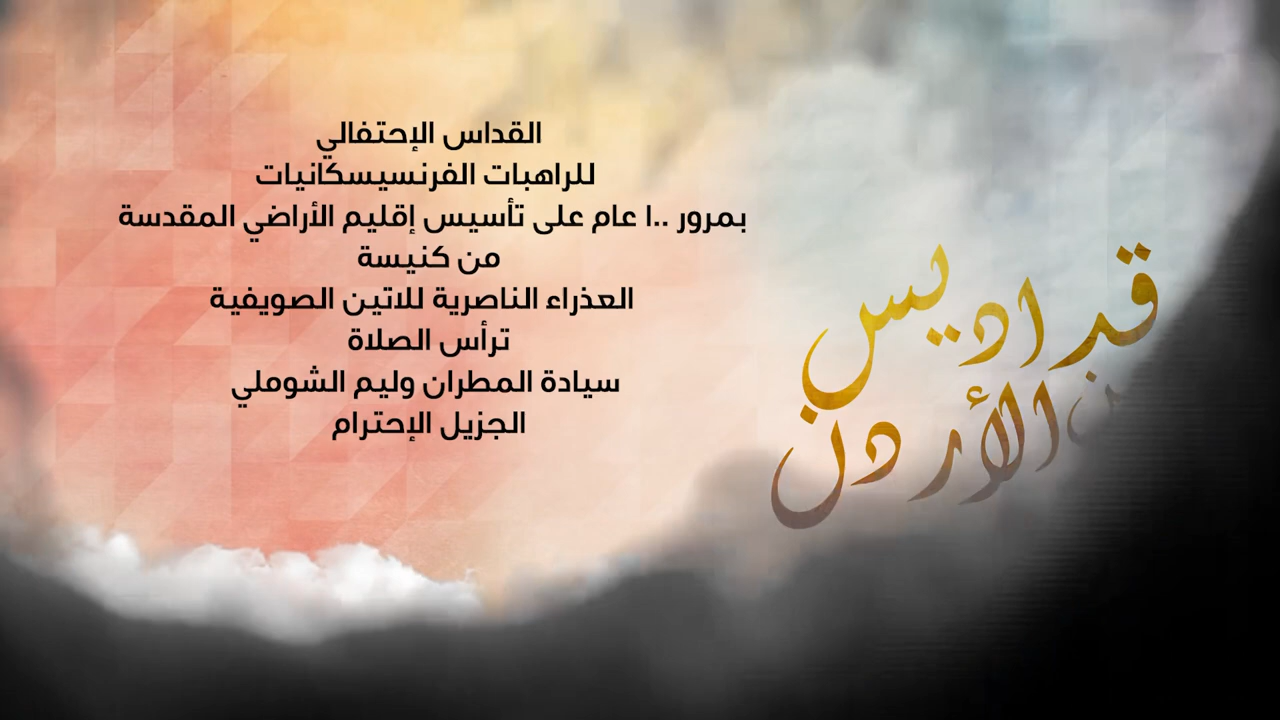 القداس الإحتفالي
للراهبات الفرنسيسكانيات
بمرور ١٠٠ عام على تأسيس إقليم الأراضي المقدسة
من كنيسة
العذراء الناصرية للاتين الصويفية
ترأس الصلاة
سيادة المطران وليم الشوملي
الجزيل الإحترام
قداديس
من الأردن